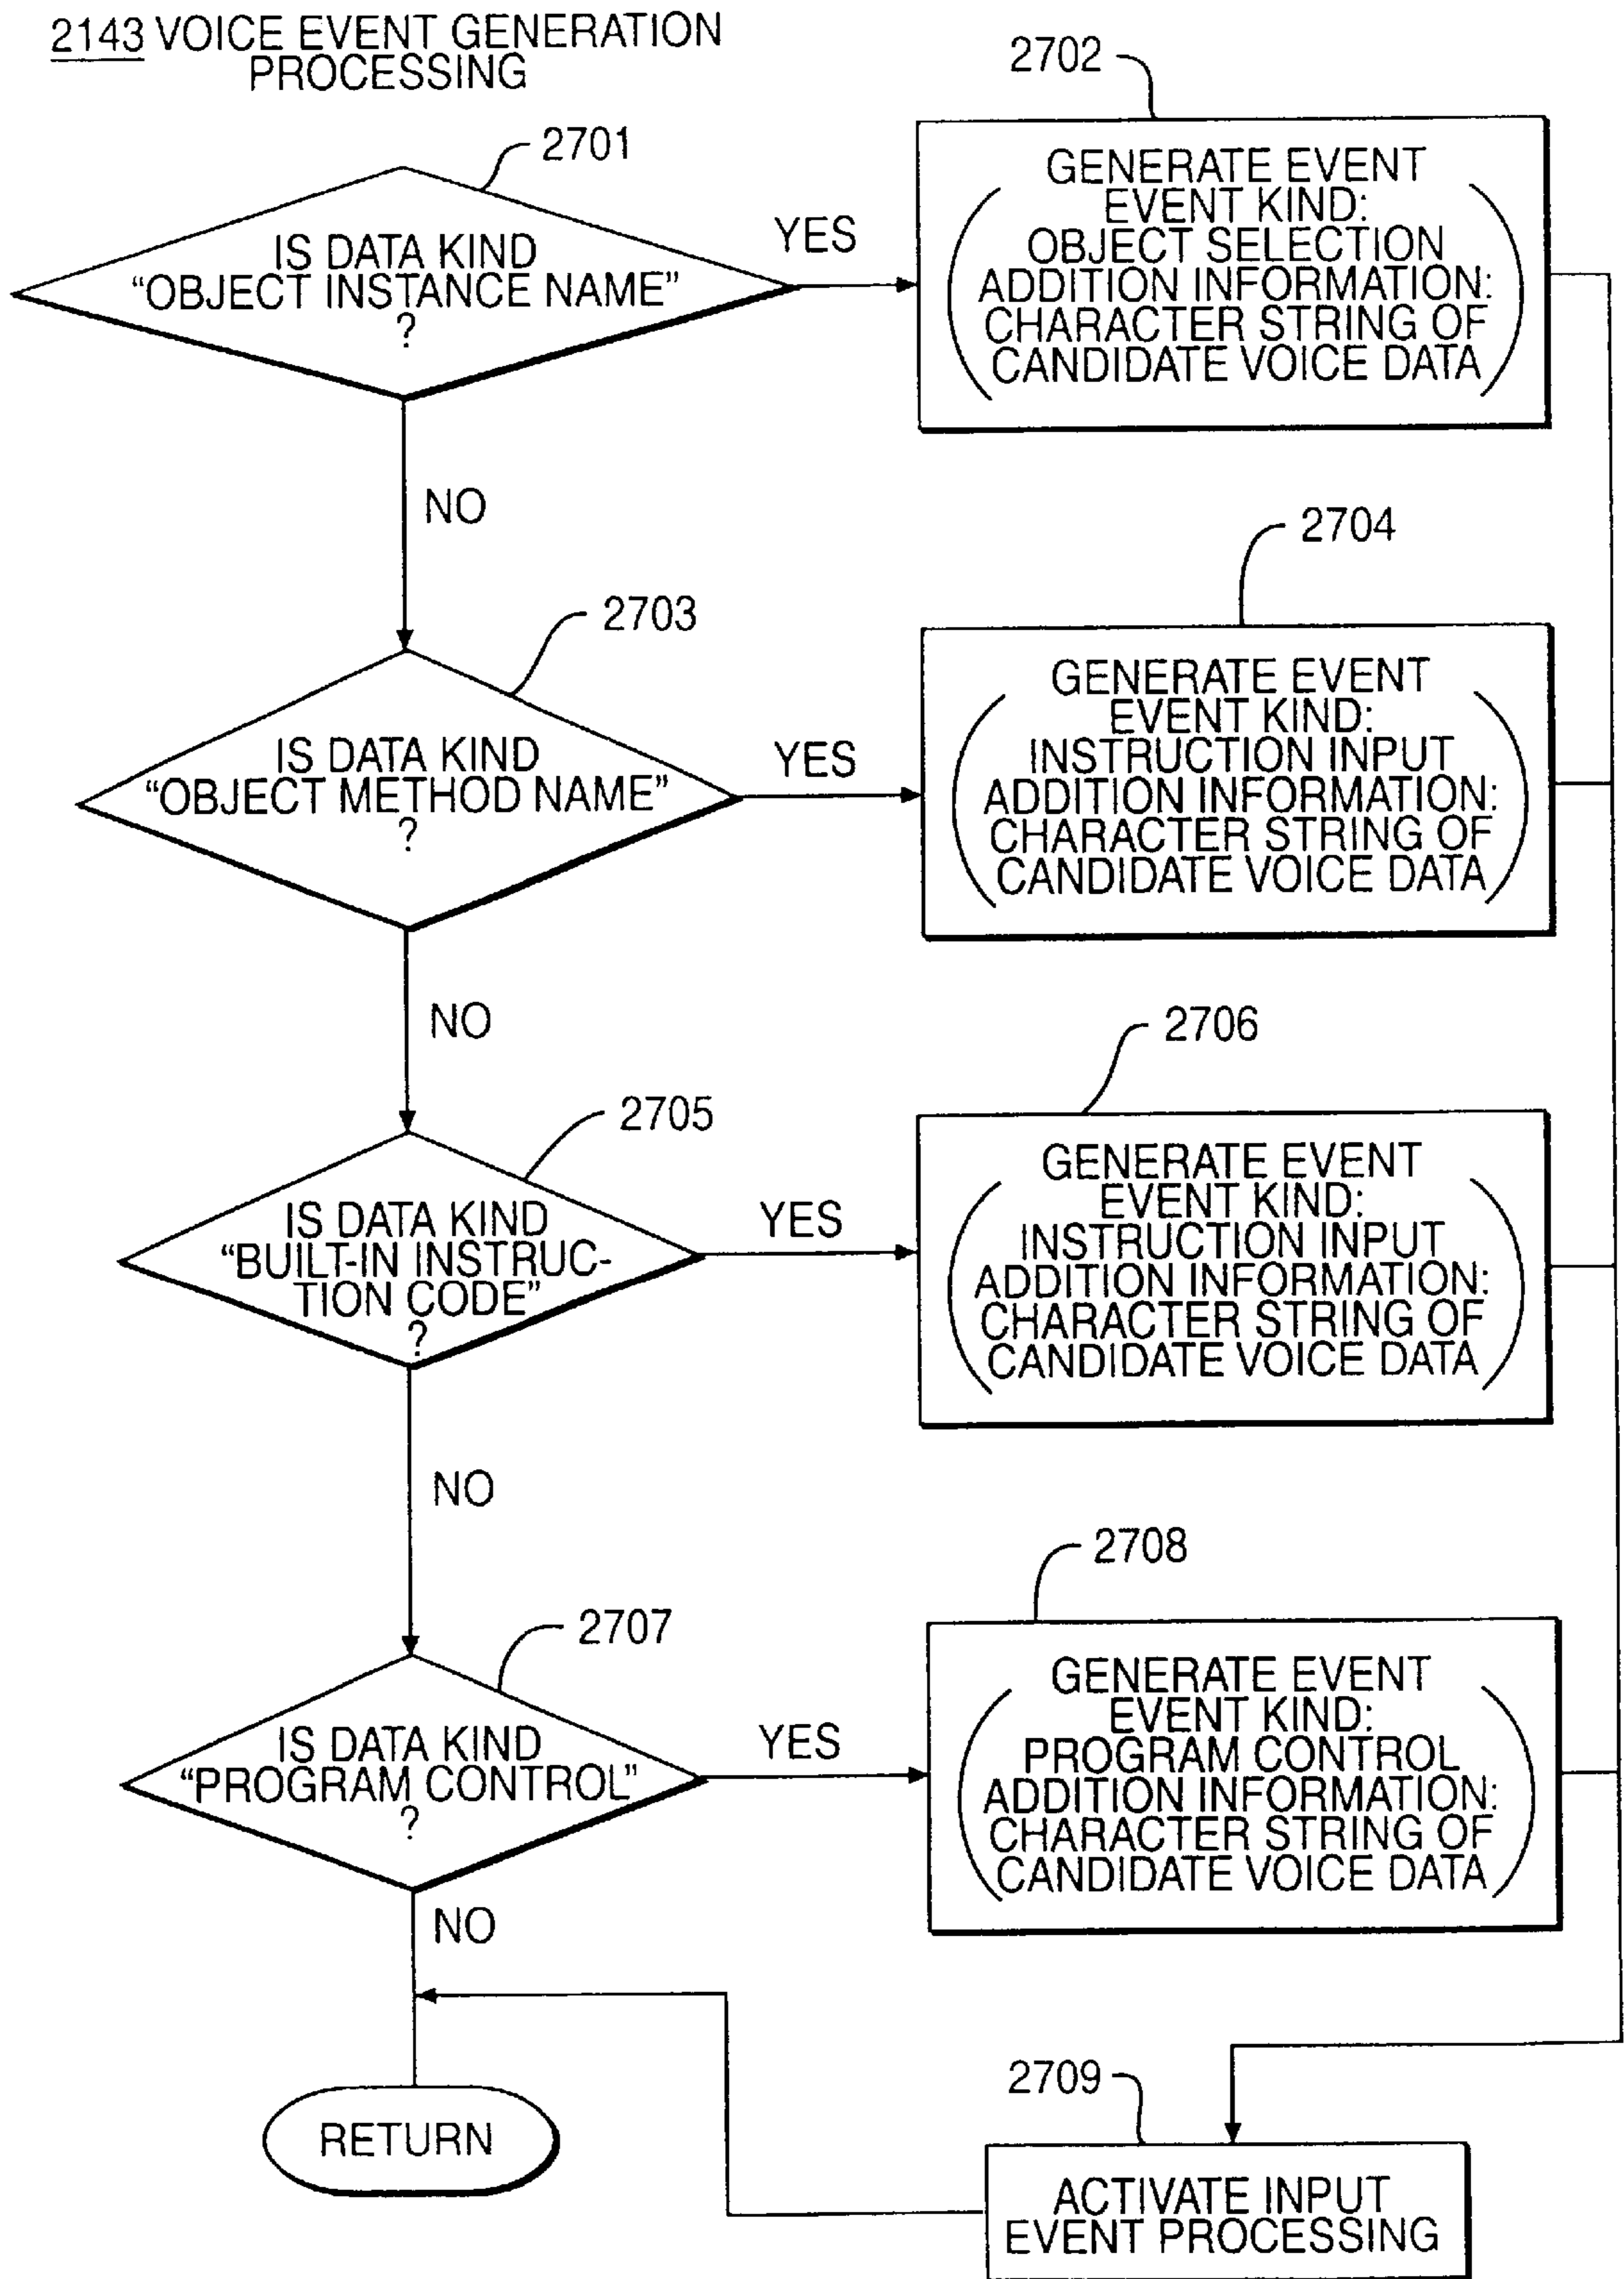 2143 VOICE EVENT GENERATION
PROCESSING
2701
IS DATA KIND
“OBJECT INSTANCE NAME”
?
YES
NO
2702
GENERATE EVENT
EVENT KIND:
OBJECT SELECTION
ADDITION INFORMATION:
CHARACTER STRING OF
CANDIDATE VOICE DATA
2703
IS DATA KIND
“OBJECT METHOD NAME”
?
YES
NO
2704
GENERATE EVENT
EVENT KIND:
INSTRUCTION INPUT
ADDITION INFORMATION:
CHARACTER STRING OF
CANDIDATE VOICE DATA
2705
IS DATA KIND
“BUILT-IN INSTRUC-
TION CODE”
?
YES
NO
2706
GENERATE EVENT
EVENT KIND:
INSTRUCTION INPUT
ADDITION INFORMATION:
CHARACTER STRING OF
CANDIDATE VOICE DATA
2707
IS DATA KIND
“PROGRAM CONTROL”
?
YES
NO
2708
GENERATE EVENT
EVENT KIND:
PROGRAM CONTROL
ADDITION INFORMATION:
CHARACTER STRING OF
CANDIDATE VOICE DATA
RETURN
2709
ACTIVATE INPUT
EVENT PROCESSING